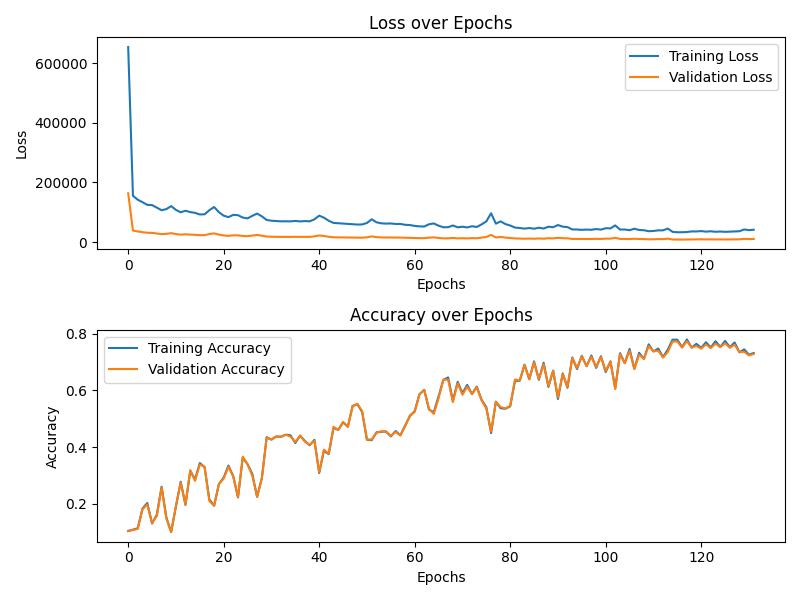 Loss over Epochs
Training Loss
Validation Loss
600000
400000
200000
0
Loss
0 20 40 60 80 100 120
Epochs
Accuracy over Epochs
Training Accuracy
Validation Accuracy
0.8
0.6
0.4
0.2
Accuracy
0 20 40 60 80 100 120
Epochs